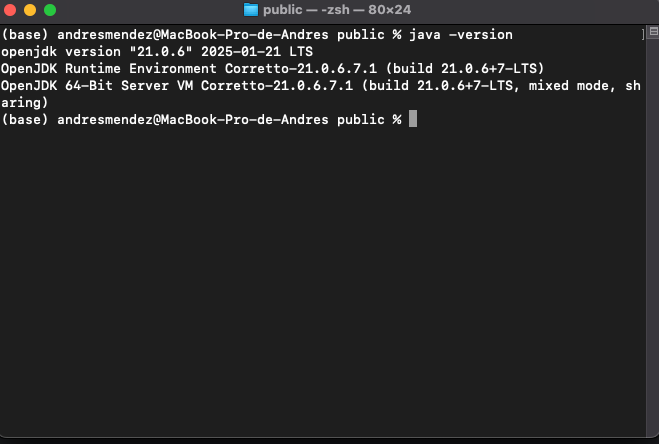 public — -zsh — 80×24
(base) andresmendez@MacBook-Pro-de-Andres public % java -version
openjdk version "21.0.6" 2025-01-21 LTS
OpenJDK Runtime Environment Corretto-21.0.6.7.1 (build 21.0.6+7-LTS)
OpenJDK 64-Bit Server VM Corretto-21.0.6.7.1 (build 21.0.6+7-LTS, mixed mode, sh
aring)
(base) andresmendez@MacBook-Pro-de-Andres public %